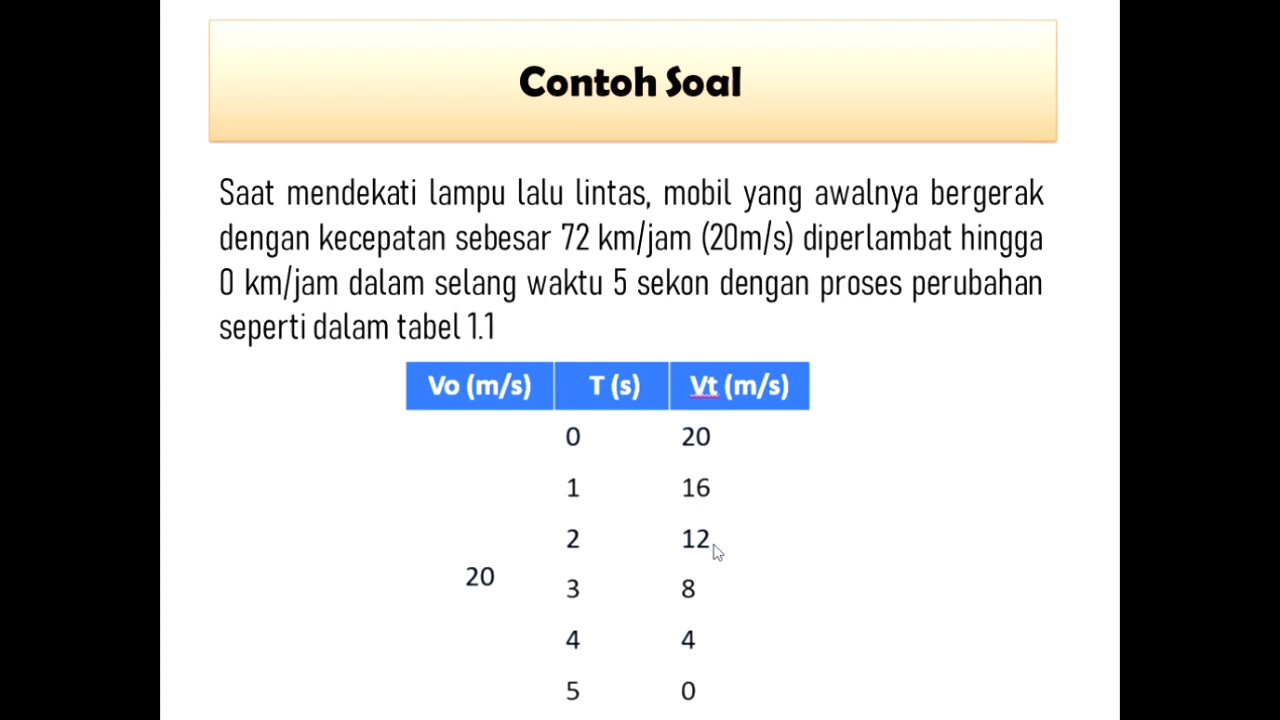 Contoh Soal
Saat mendekati lampu lalu lintas, mobil yang awalnya bergerak
dengan kecepatan sebesar 72 km/jam (20m/s) diperlambat hingga
0 km/jam dalam selang waktu 5 sekon dengan proses perubahan
seperti dalam tabel 1.1
Vo (m/s) T (s) Vt (m/s)
0 20
1 16
2 12
20
3 8
4 4
5 0